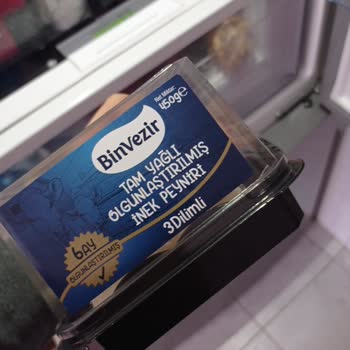 Net Miktar:
450g℮
BinVezir
TAM YAĞLI
OLGUNLAŞTIRILMIŞ
İNEK PEYNİRİ
3Dilimli
6 AY
OLGUNLAŞTIRILMIŞ